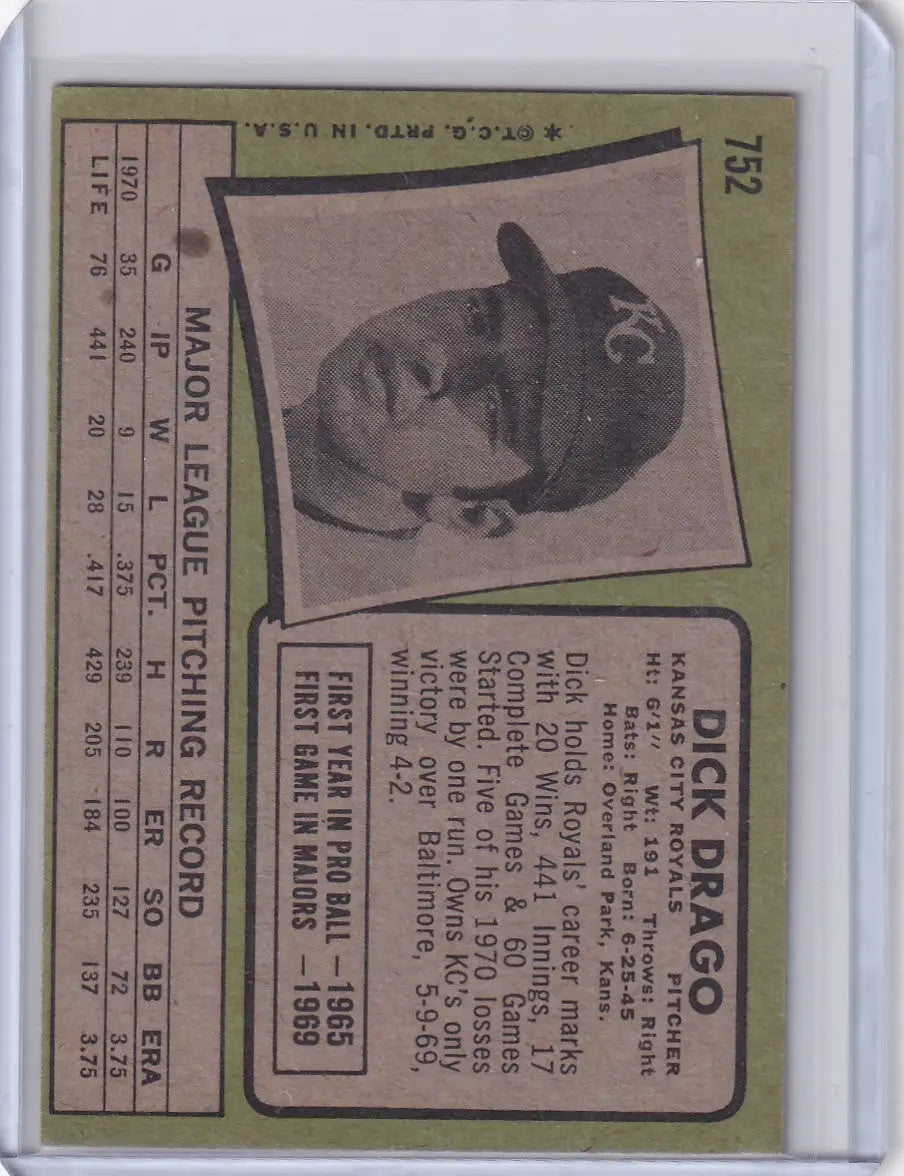 752
* © T.C.G. PRTD. IN U.S.A.
KC
DICK DRAGO
KANSAS CITY ROYALS PITCHER
Ht: 6'1" Wt: 191 Throws: Right
Bats: Right Born: 6-25-45
Home: Overland Park, Kans.
Dick holds Royals' career marks
with 20 Wins, 441 Innings, 17
Complete Games & 60 Games
Started. Five of his 1970 losses
were by one run. Owns KC's only
victory over Baltimore, 5-9-69,
winning 4-2.
FIRST YEAR IN PRO BALL —1965
FIRST GAME IN MAJORS —1969
MAJOR LEAGUE PITCHING RECORD
G IP W L PCT. H R ER SO BB ERA
1970 35 240 9 15 .375 239 110 100 127 72 3.75
LIFE 76 441 20 28 .417 429 205 184 235 137 3.75